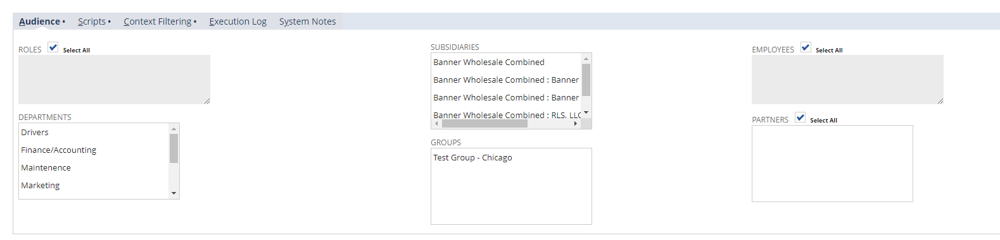 Audience • Scripts • Context Filtering • Execution Log System Notes
ROLES Select All
DEPARTMENTS
Drivers
Finance/Accounting
Maintenence
Marketing
SUBSIDIARIES
Banner Wholesale Combined
Banner Wholesale Combined : Banner
Banner Wholesale Combined : Banner
Banner Wholesale Combined : RLS. LLC
GROUPS
Test Group - Chicago
EMPLOYEES Select All
PARTNERS Select All